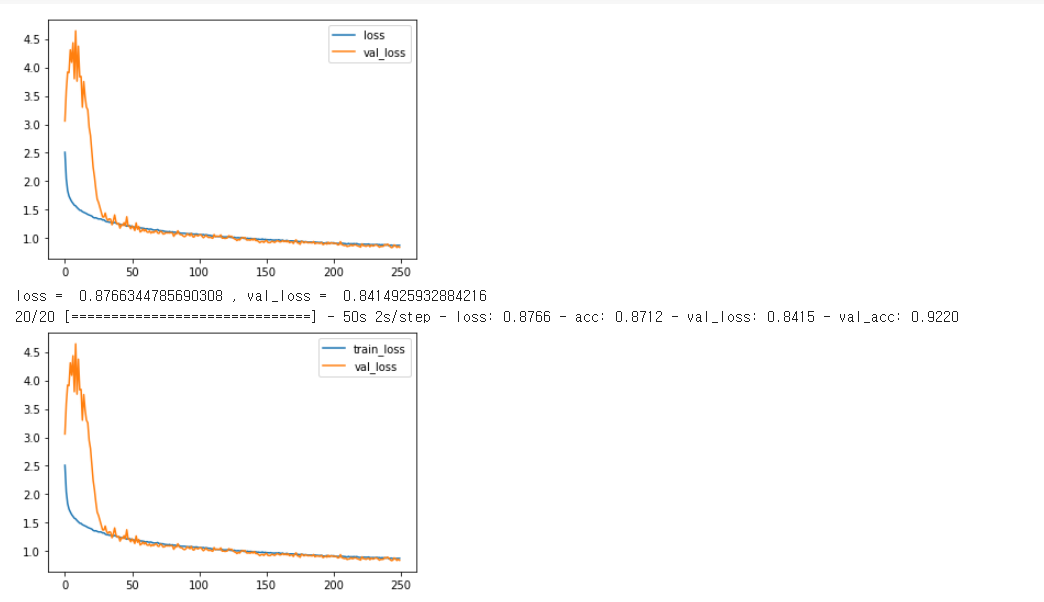 loss
val_loss
4.5
4.0
3.5
3.0
2.5
2.0
1.5
1.0
0 50 100 150 200 250
loss = 0.8766344785690308 , val_loss = 0.8414925932884216
20/20 [==============================] - 50s 2s/step - loss: 0.8766 - acc: 0.8712 - val_loss: 0.8415 - val_acc: 0.9220
train_loss
val_loss
4.5
4.0
3.5
3.0
2.5
2.0
1.5
1.0
0 50 100 150 200 250